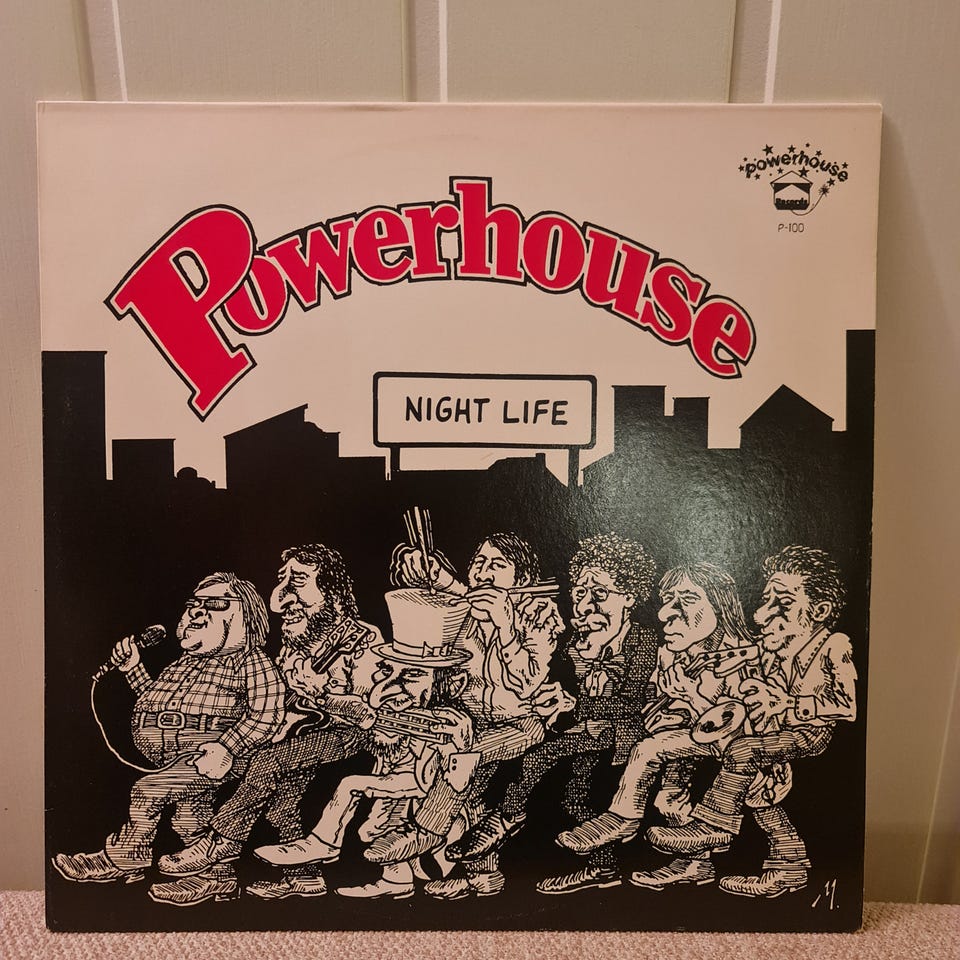 powerhouse
Records
P-100
Powerhouse
NIGHT LIFE
M.